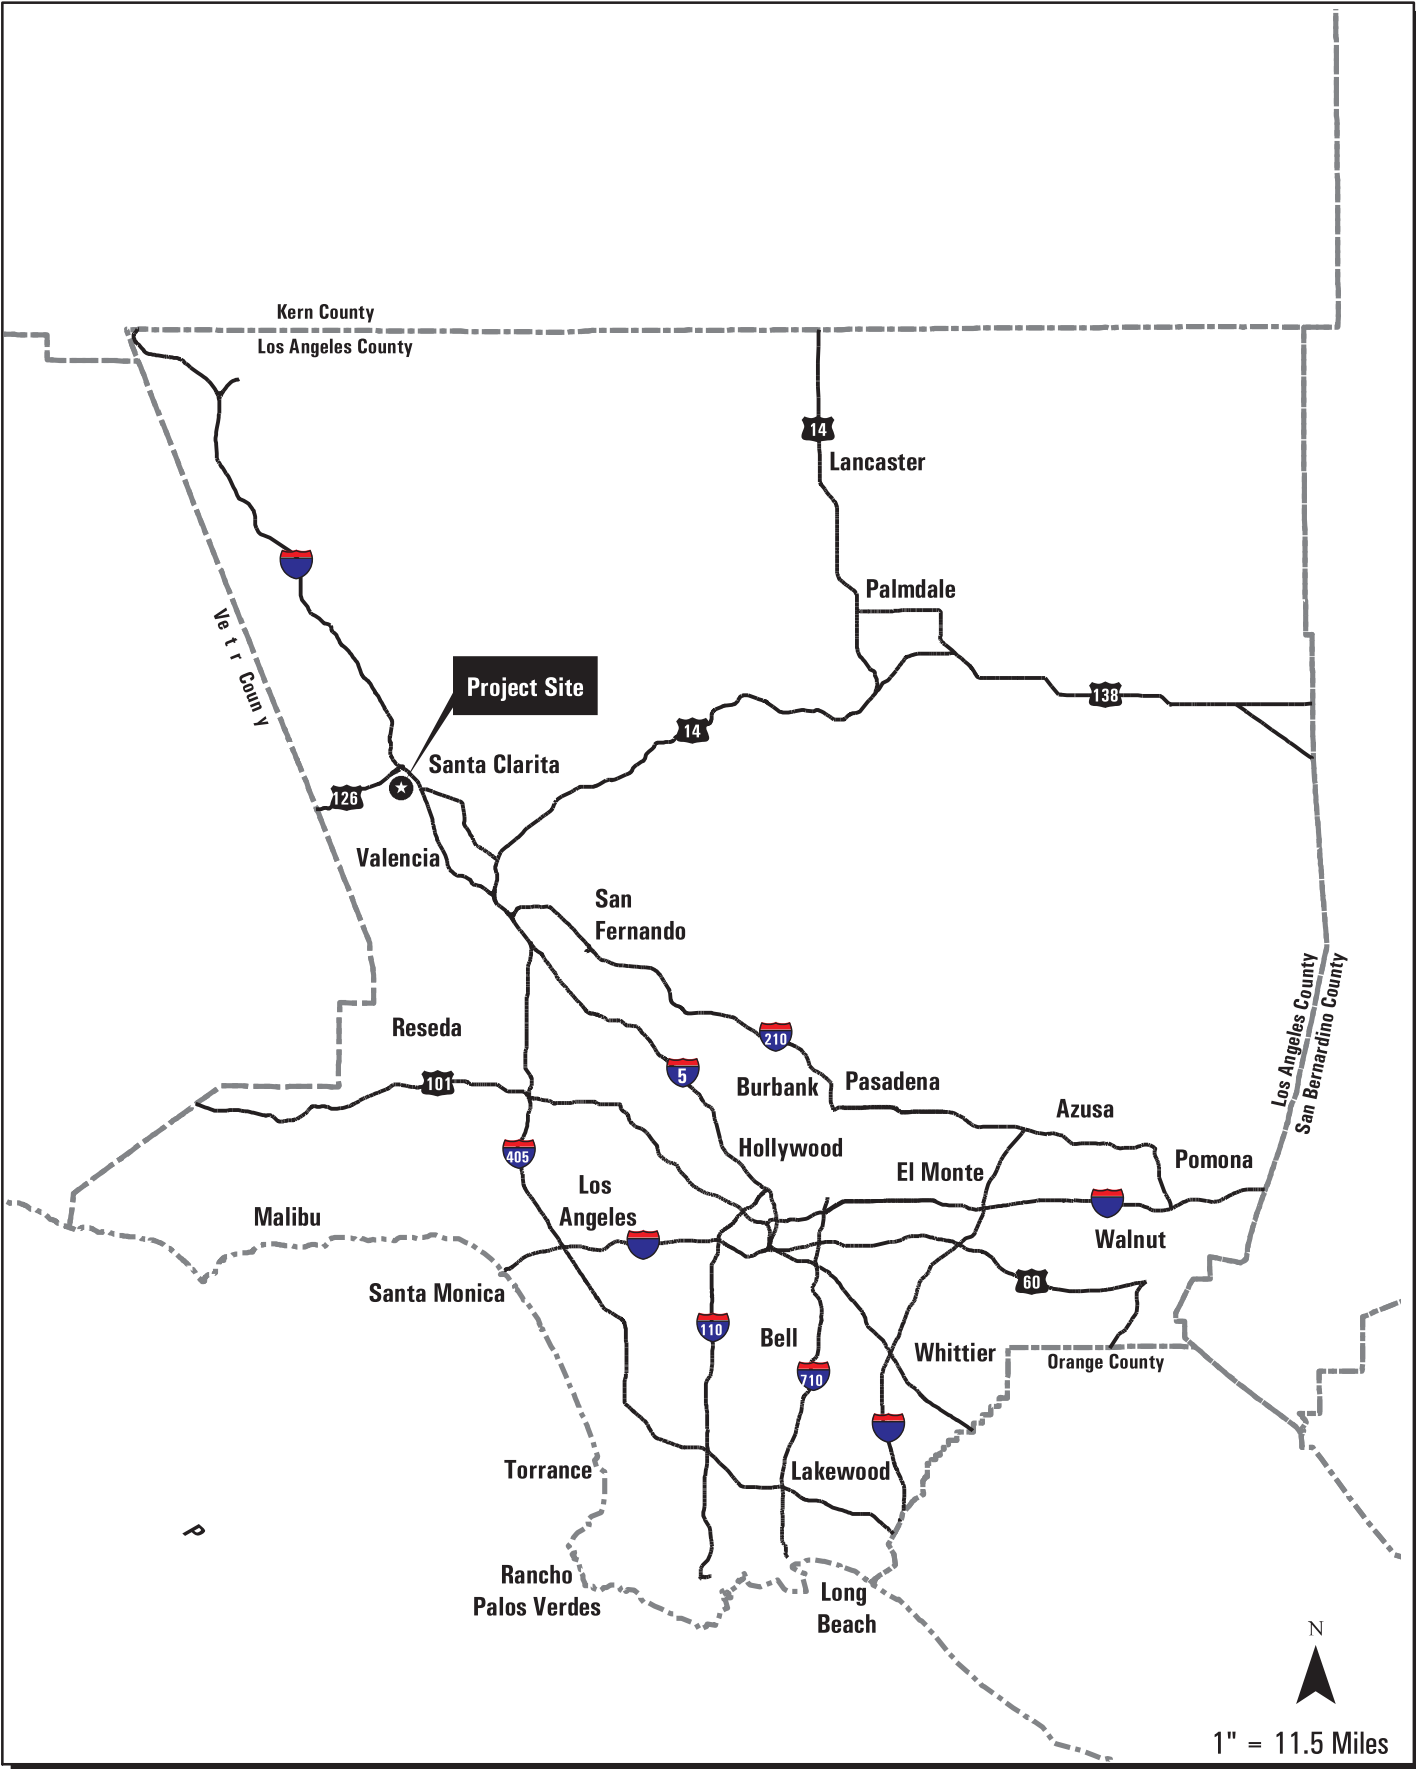 Kern County
Los Angeles County
14
Lancaster
Palmdale
Ve t r Coun y
Project Site
138
14
Santa Clarita
126
Valencia
San
Fernando
Los Angeles County
San Bernardino County
Reseda
210
5
101
Burbank
Pasadena
Azusa
405
Hollywood
El Monte
Pomona
Los
Angeles
Malibu
Walnut
Santa Monica
60
110
Bell
Whittier
Orange County
710
Torrance
Lakewood
P
Rancho
Palos Verdes
Long
Beach
N
1" = 11.5 Miles